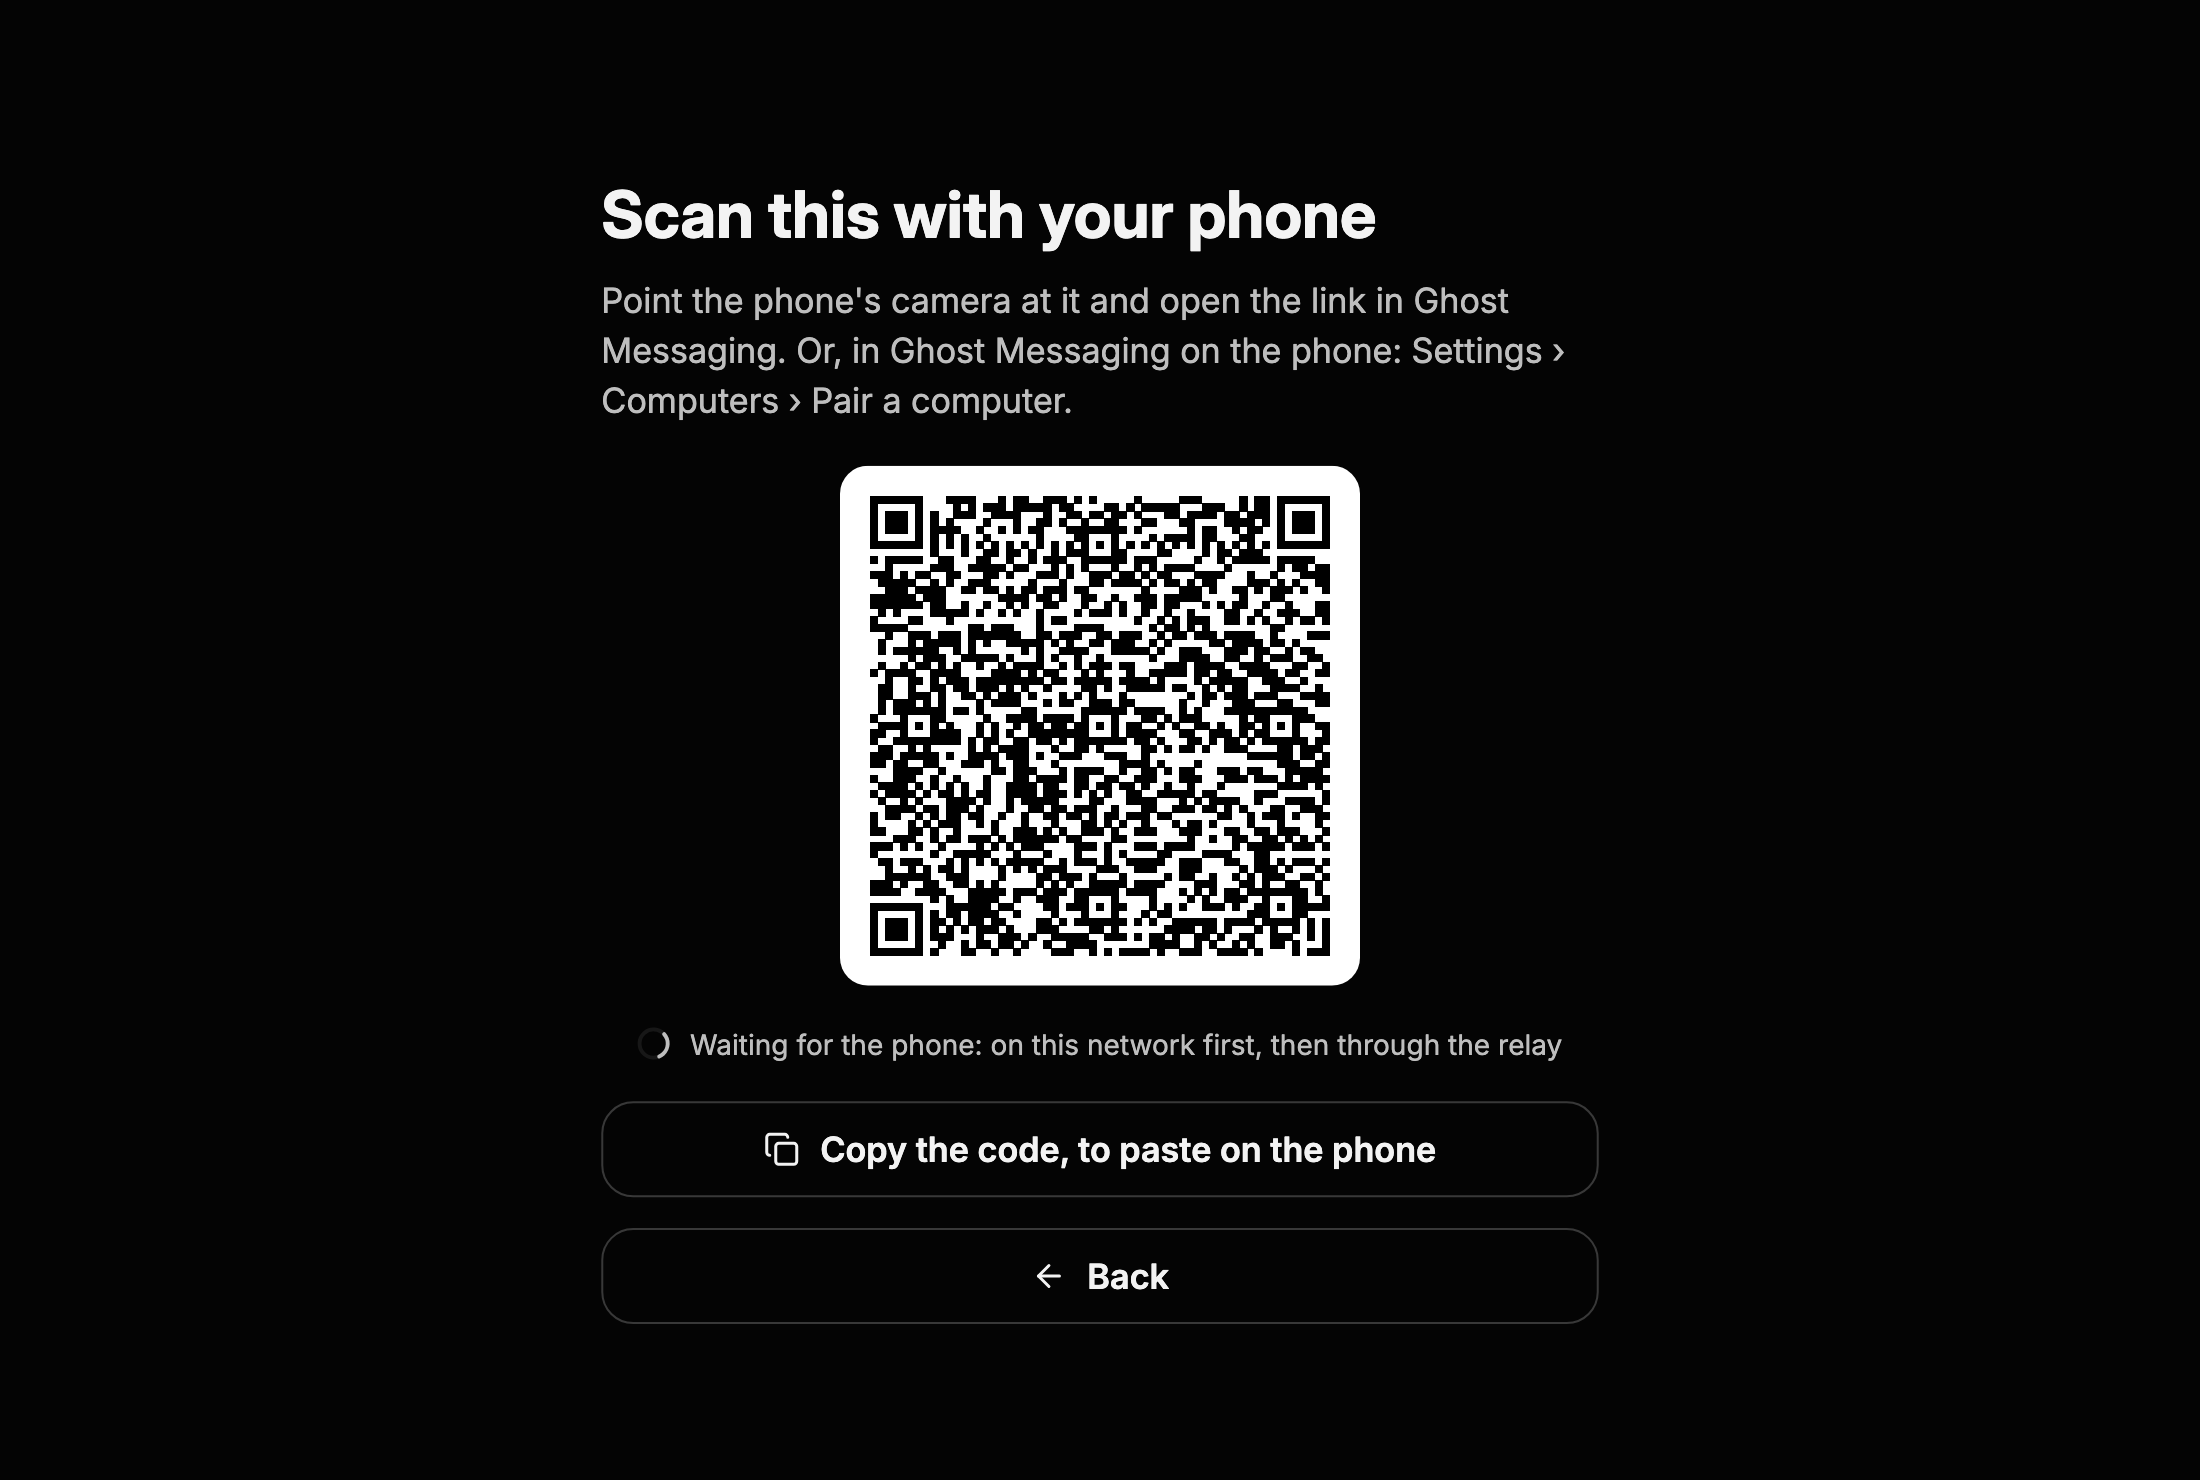 Scan this with your phone
Point the phone's camera at it and open the link in Ghost
Messaging. Or, in Ghost Messaging on the phone: Settings ›
Computers › Pair a computer.
Waiting for the phone: on this network first, then through the relay
Copy the code, to paste on the phone
Back